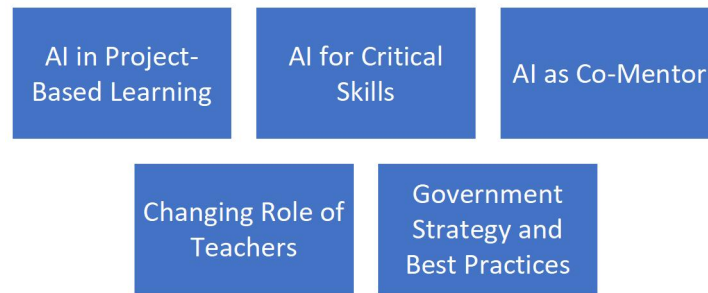 AI in Project-
Based Learning
AI for Critical
Skills
AI as Co-Mentor
Changing Role of
Teachers
Government
Strategy and
Best Practices